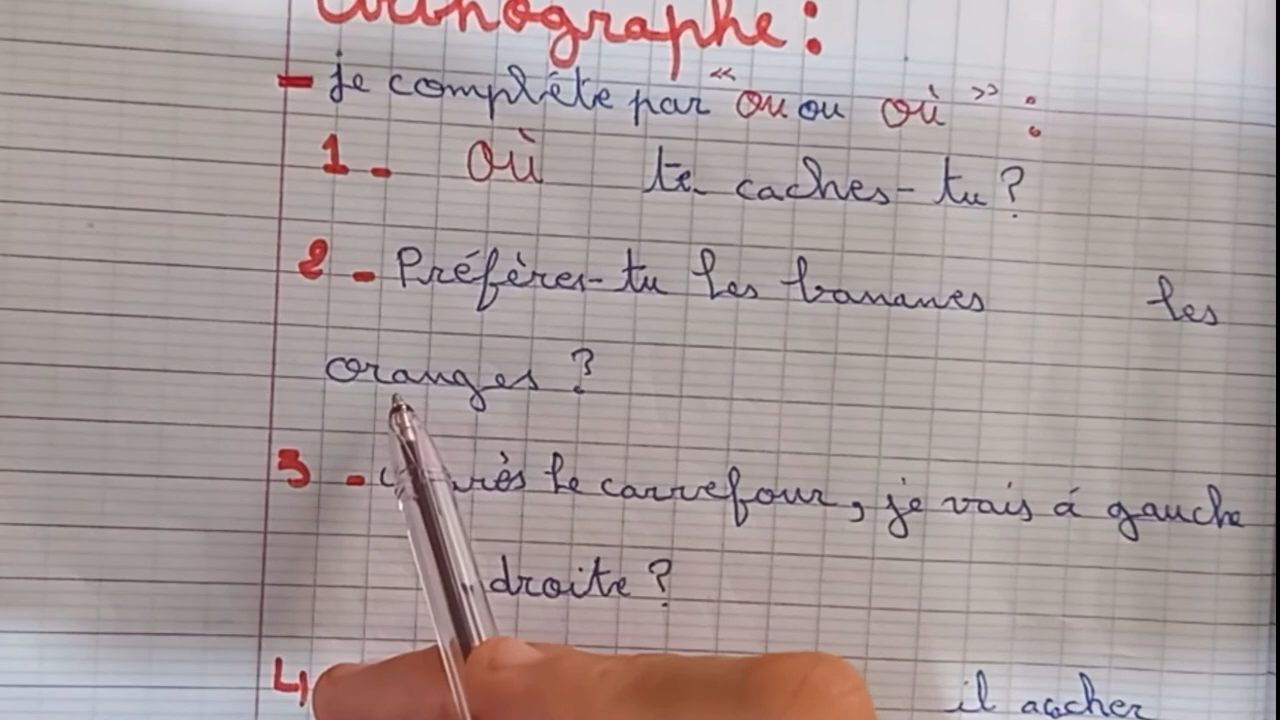 orthographe :
- je complète par " ou ou où " :
1 - où te caches-tu ?
2 - Préfères-tu les bananes les
oranges ?
3 - le carrefour, je vais á gauche
droite ?
4 il